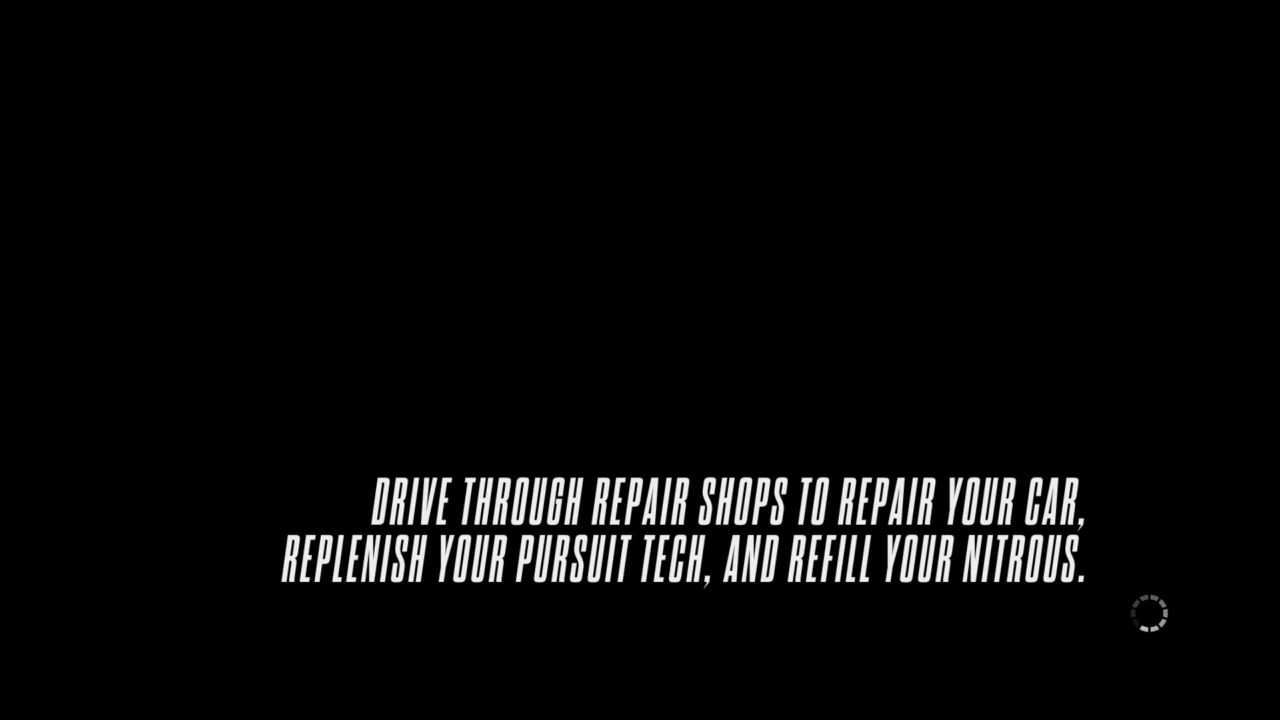 DRIVE THROUGH REPAIR SHOPS TO REPAIR YOUR CAR,
REPLENISH YOUR PURSUIT TECH, AND REFILL YOUR NITROUS.